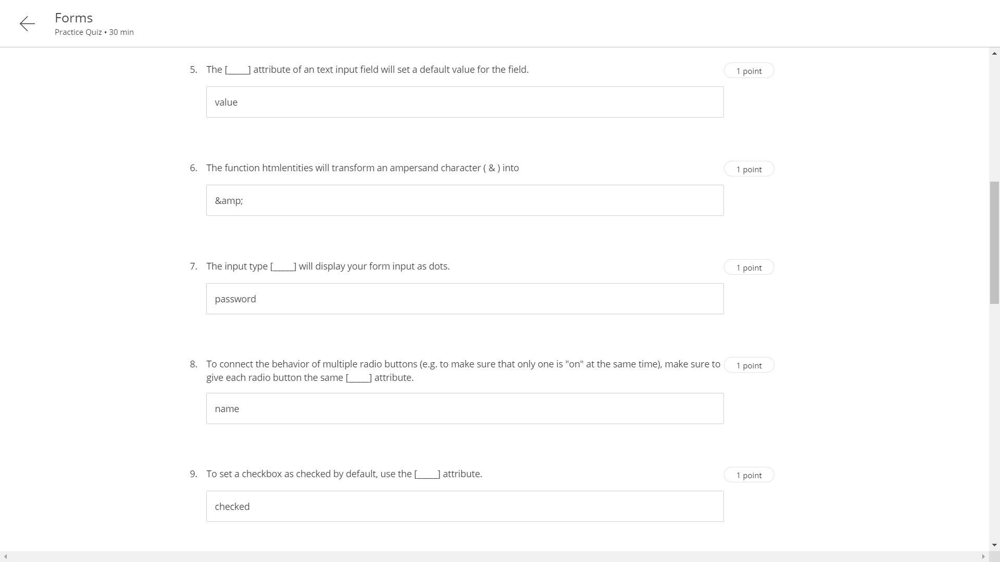 Forms
Practice Quiz • 30 min
5. The [_____] attribute of an text input field will set a default value for the field.
1 point
value
6. The function htmlentities will transform an ampersand character ( & ) into
1 point
&amp;
7. The input type [_____] will display your form input as dots.
1 point
password
8. To connect the behavior of multiple radio buttons (e.g. to make sure that only one is "on" at the same time), make sure to
1 point
give each radio button the same [_____] attribute.
name
9. To set a checkbox as checked by default, use the [_____] attribute.
1 point
checked